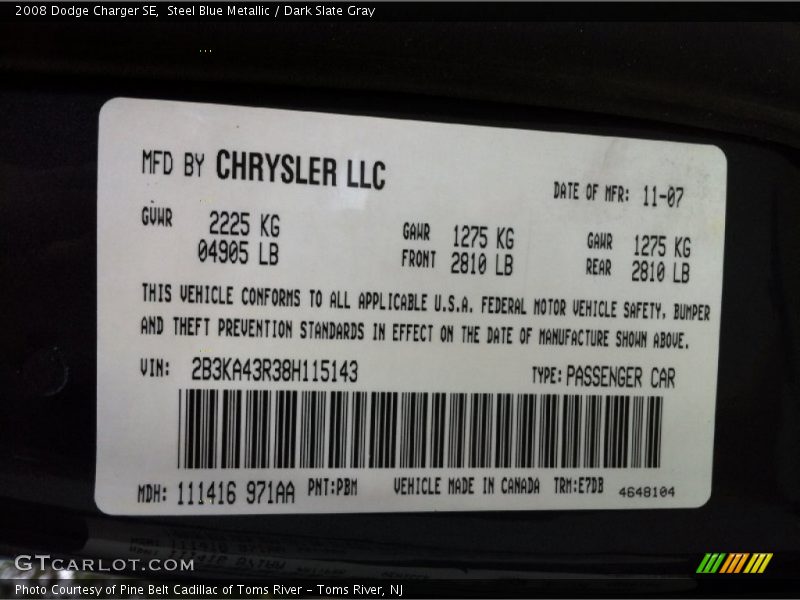 2008 Dodge Charger SE,  Steel Blue Metallic / Dark Slate Gray
MFD BY CHRYSLER LLC
DATE OF MFR: 11-07
GVWR 2225 KG
04905 LB
GAWR 1275 KG
FRONT 2810 LB
GAWR 1275 KG
REAR 2810 LB
THIS VEHICLE CONFORMS TO ALL APPLICABLE U.S.A. FEDERAL MOTOR VEHICLE SAFETY, BUMPER
AND THEFT PREVENTION STANDARDS IN EFFECT ON THE DATE OF MANUFACTURE SHOWN ABOVE.
VIN: 2B3KA43R38H115143
TYPE: PASSENGER CAR
MDH: 111416 971AA PNT:PBM VEHICLE MADE IN CANADA TRM:E7DB 4648104
GTCARLOT.COM
Photo Courtesy of Pine Belt Cadillac of Toms River – Toms River, NJ